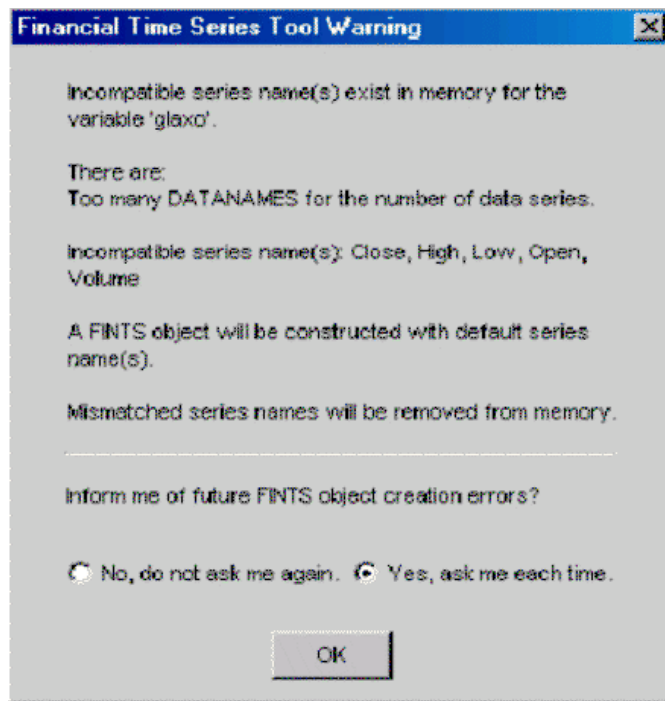 Financial Time Series Tool Warning
Incompatible series name(s) exist in memory for the
variable 'glaxo'.
There are:
Too many DATANAMES for the number of data series.
Incompatible series name(s): Close, High, Low, Open,
Volume
A FINTS object will be constructed with default series
name(s).
Mismatched series names will be removed from memory.
Inform me of future FINTS object creation errors?
No, do not ask me again. Yes, ask me each time.
OK